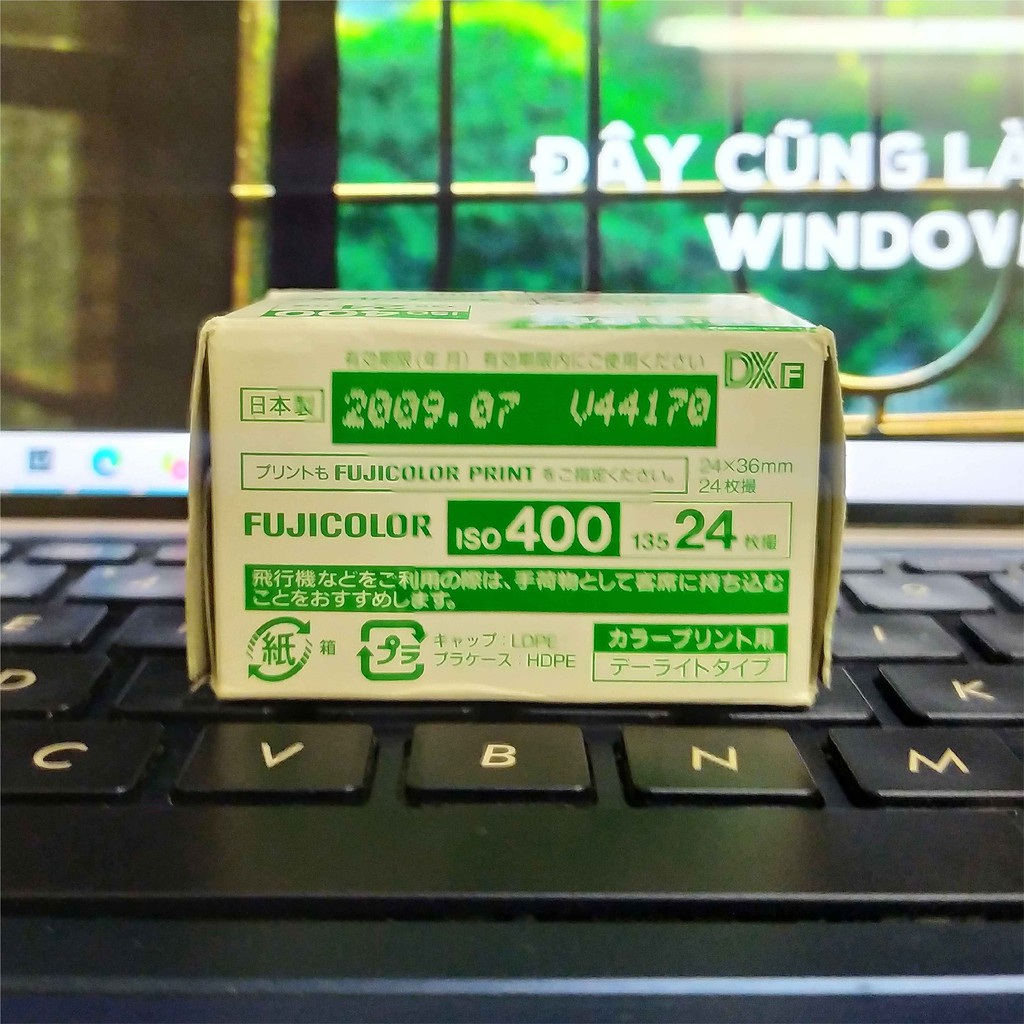 ĐÂY CŨNG LÀ
WINDOW
ISO 400
有効期限(年月) 有効期限内にご使用ください
DX F
日本製
2009.07 V44170
プリントも FUJICOLOR PRINT をご指定ください。
24×36mm
24枚撮
FUJICOLOR ISO 400 135 24 枚撮
飛行機などをご利用の際は、手荷物として客席に持ち込む
ことをおすすめします。
紙 箱
プラ
キャップ:LDPE
プラケース:HDPE
カラープリント用
デーライトタイプ
E
I
D
K
C
V
B
N
M